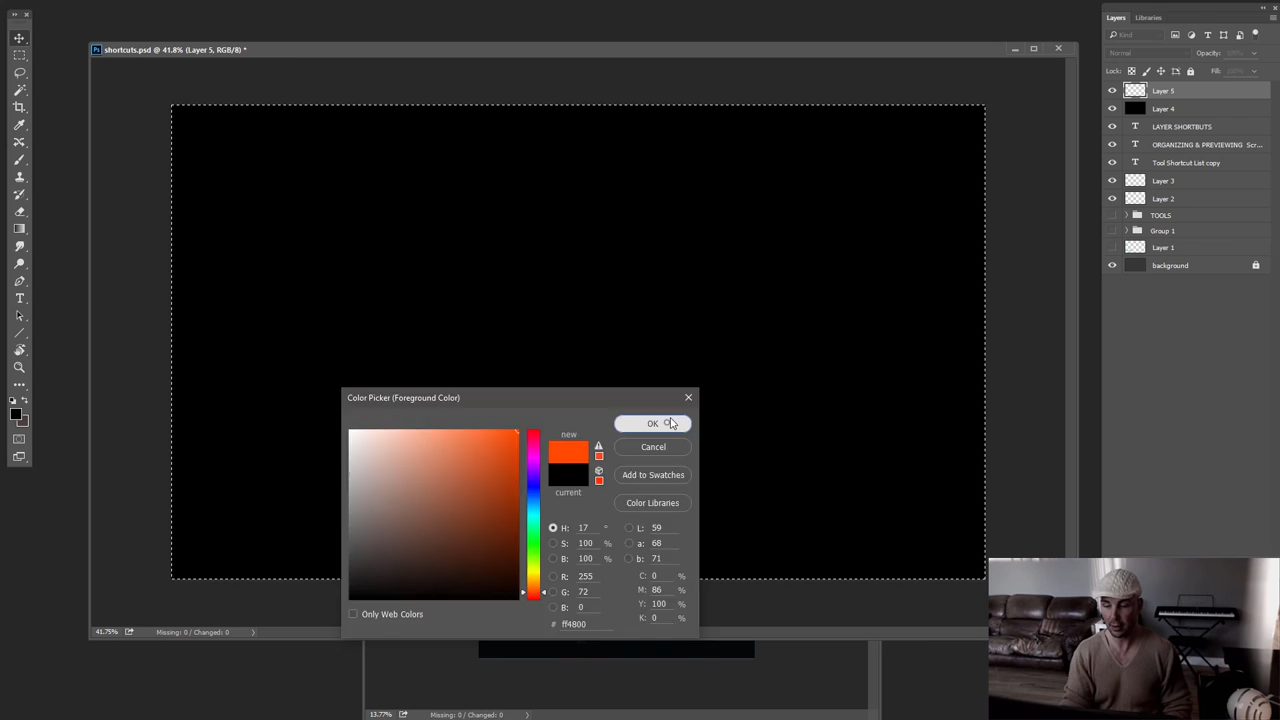 shortcuts.psd @ 41.8% (Layer 5, RGB/8) *
Layers
Libraries
Kind
Normal
Opacity: 100%
Lock:
Fill: 100%
Layer 5
Layer 4
T LAYER SHORTBUTS
T ORGANIZING & PREVIEWING Scr...
T Tool Shortcut List copy
Layer 3
Layer 2
TOOLS
Group 1
Layer 1
background
Color Picker (Foreground Color)
new
current
OK
Cancel
Add to Swatches
Color Libraries
H: 17 °
S: 100 %
B: 100 %
R: 255
G: 72
B: 0
# ff4800
L: 59
a: 68
b: 71
C: 0 %
M: 86 %
Y: 100 %
K: 0 %
Only Web Colors
41.75%
Missing: 0 / Changed: 0
13.77%
Missing: 0 / Changed: 0